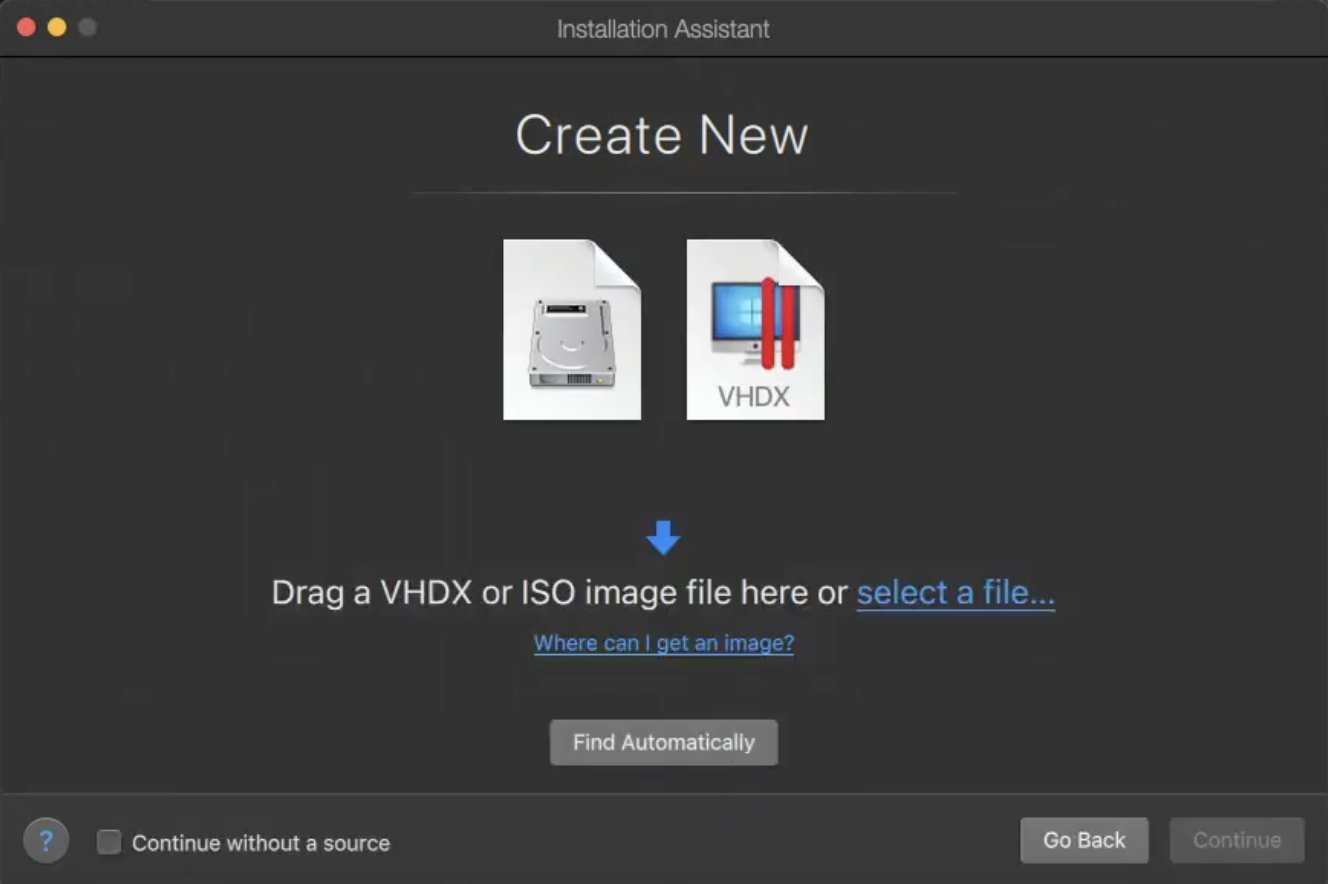 Installation Assistant
Create New
VHDX
Drag a VHDX or ISO image file here or select a file...
Where can I get an image?
Find Automatically
?
Continue without a source
Go Back
Continue